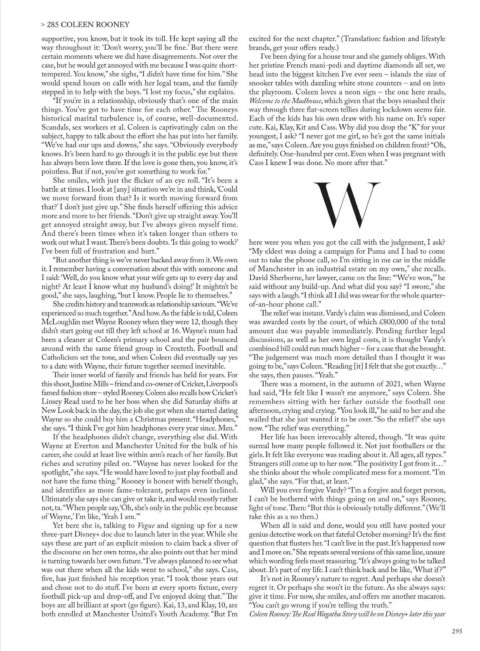 > 285 COLEEN ROONEY
supportive, you know, but it took its toll. He kept saying all the
way throughout it: ‘Don’t worry, you’ll be fine.’ But there were
certain moments where we did have disagreements. Not over the
case, but he would get annoyed with me because I was quite short-
tempered. You know,” she sighs, “I didn’t have time for him.” She
would spend hours on calls with her legal team, and the family
stepped in to help with the boys. “I lost my focus,” she explains.
“If you’re in a relationship, obviously that’s one of the main
things. You’ve got to have time for each other.” The Rooneys
historical marital turbulence is, of course, well-documented.
Scandals, sex workers et al. Coleen is captivatingly calm on the
subject, happy to talk about the effort she has put into her family.
“We’ve had our ups and downs,” she says. “Obviously everybody
knows. It’s been hard to go through it in the public eye but there
has always been love there. If the love is gone then, you know, it’s
pointless. But if not, you’ve got something to work for.”
She smiles, with just the flicker of an eye roll. “It’s been a
battle at times. I look at [any] situation we’re in and think, ‘Could
we move forward from that? Is it worth moving forward from
that?’ I don’t just give up.” She finds herself offering this advice
more and more to her friends. “Don’t give up straight away. You’ll
get annoyed straight away, but I’ve always given myself time.
And there’s been times when it’s taken longer than others to
work out what I want. There’s been doubts. ‘Is this going to work?’
I’ve been full of frustration and hurt.”
“But another thing is we’ve never backed away from it. We own
it. I remember having a conversation about this with someone and
I said: ‘Well, do you know what your wife gets up to every day and
night? At least I know what my husband’s doing!’ It mightn’t be
good,” she says, laughing, “but I know. People lie to themselves.”
She credits history and teamwork as relationship saviours. “We’ve
experienced so much together.” And how. As the fable is told, Coleen
McLoughlin met Wayne Rooney when they were 12, though they
didn’t start going out till they left school at 16. Wayne’s mum had
been a cleaner at Coleen’s primary school and the pair bounced
around with the same friend group in Croxteth. Football and
Catholicism set the tone, and when Coleen did eventually say yes
to a date with Wayne, their future together seemed inevitable.
Their inner world of family and friends has held for years. For
this shoot, Justine Mills – friend and co-owner of Cricket, Liverpool’s
famed fashion store – styled Rooney. Coleen also recalls how Cricket’s
Linsey Read used to be her boss when she did Saturday shifts at
New Look back in the day, the job she got when she started dating
Wayne so she could buy him a Christmas present. “Headphones,”
she says. “I think I’ve got him headphones every year since. Men.”
If the headphones didn’t change, everything else did. With
Wayne at Everton and Manchester United for the bulk of his
career, she could at least live within arm’s reach of her family. But
riches and scrutiny piled on. “Wayne has never looked for the
spotlight,” she says. “He would have loved to just play football and
not have the fame thing.” Rooney is honest with herself though,
and identifies as more fame-tolerant, perhaps even inclined.
Ultimately she says she can give or take it, and would mostly rather
not, ta. “When people say, ‘Oh, she’s only in the public eye because
of Wayne,’ I’m like, ‘Yeah I am.’”
Yet here she is, talking to Vogue and signing up for a new
three-part Disney+ doc due to launch later in the year. While she
says these are part of an explicit mission to claim back a sliver of
the discourse on her own terms, she also points out that her mind
is turning towards her own future. “I’ve always planned to see what
was out there when all the kids went to school,” she says. Cass,
five, has just finished his reception year. “I took those years out
and chose not to do stuff. I’ve been at every sports fixture, every
football pick-up and drop-off, and I’ve enjoyed doing that.” The
boys are all brilliant at sport (go figure). Kai, 13, and Klay, 10, are
both enrolled at Manchester United’s Youth Academy. “But I’m
excited for the next chapter.” (Translation: fashion and lifestyle
brands, get your offers ready.)
I’ve been dying for a house tour and she gamely obliges. With
her pristine French mani-pedi and daytime diamonds all set, we
head into the biggest kitchen I’ve ever seen – islands the size of
snooker tables with dazzling white stone counters – and on into
the playroom. Coleen loves a neon sign – the one here reads,
Welcome to the Madhouse, which given that the boys smashed their
way through three flat-screen tellies during lockdown seems fair.
Each of the kids has his own draw with his name on. It’s super
cute. Kai, Klay, Kit and Cass. Why did you drop the “K” for your
youngest, I ask? “I never got me girl, so he’s got the same initials
as me,” says Coleen. Are you guys finished on children front? “Oh,
definitely. One-hundred per cent. Even when I was pregnant with
Cass I knew I was done. No more after that.”
W
here were you when you got the call with the judgement, I ask?
“My eldest was doing a campaign for Puma and I had to come
out to take the phone call, so I’m sitting in me car in the middle
of Manchester in an industrial estate on my own,” she recalls.
David Sherborne, her lawyer, came on the line: “‘We’ve won,’” he
said without any build-up. And what did you say? “I swore,” she
says with a laugh. “I think all I did was swear for the whole quarter-
of-an-hour phone call.”
The relief was instant. Vardy’s claim was dismissed, and Coleen
was awarded costs by the court, of which £800,000 of the total
amount due was payable immediately. Pending further legal
discussions, as well as her own legal costs, it is thought Vardy’s
combined bill could run much higher – for a case that she brought.
“The judgement was much more detailed than I thought it was
going to be,” says Coleen. “Reading [it] I felt that she got exactly…”
she says, then pauses. “Yeah.”
There was a moment, in the autumn of 2021, when Wayne
had said, “He felt like I wasn’t me anymore,” says Coleen. She
remembers sitting with her father outside the football one
afternoon, crying and crying. “You look ill,” he said to her and she
wailed that she just wanted it to be over. “So the relief?” she says
now. “The relief was everything.”
Her life has been irrevocably altered, though. “It was quite
surreal how many people followed it. Not just footballers or the
girls. It felt like everyone was reading about it. All ages, all types.”
Strangers still come up to her now. “The positivity I got from it…”
she thinks about the whole complicated mess for a moment. “I’m
glad,” she says. “For that, at least.”
Will you ever forgive Vardy? “I’m a forgive and forget person,
I can’t be bothered with things going on and on,” says Rooney,
light of tone. Then: “But this is obviously totally different.” (We’ll
take this as a no then.)
When all is said and done, would you still have posted your
genius detective work on that fateful October morning? It’s the first
question that flusters her. “I can’t live in the past. It’s happened now
and I move on.” She repeats several versions of this same line, unsure
which wording feels most reassuring. “It’s always going to be talked
about. It’s part of my life. I can’t think back and be like, ‘What if?’”
It’s not in Rooney’s nature to regret. And perhaps she doesn’t
regret it. Or perhaps she won’t in the future. As she always says:
give it time. For now, she smiles, and offers me another macaron.
“You can’t go wrong if you’re telling the truth.”
Coleen Rooney: The Real Wagatha Story will be on Disney+ later this year
295